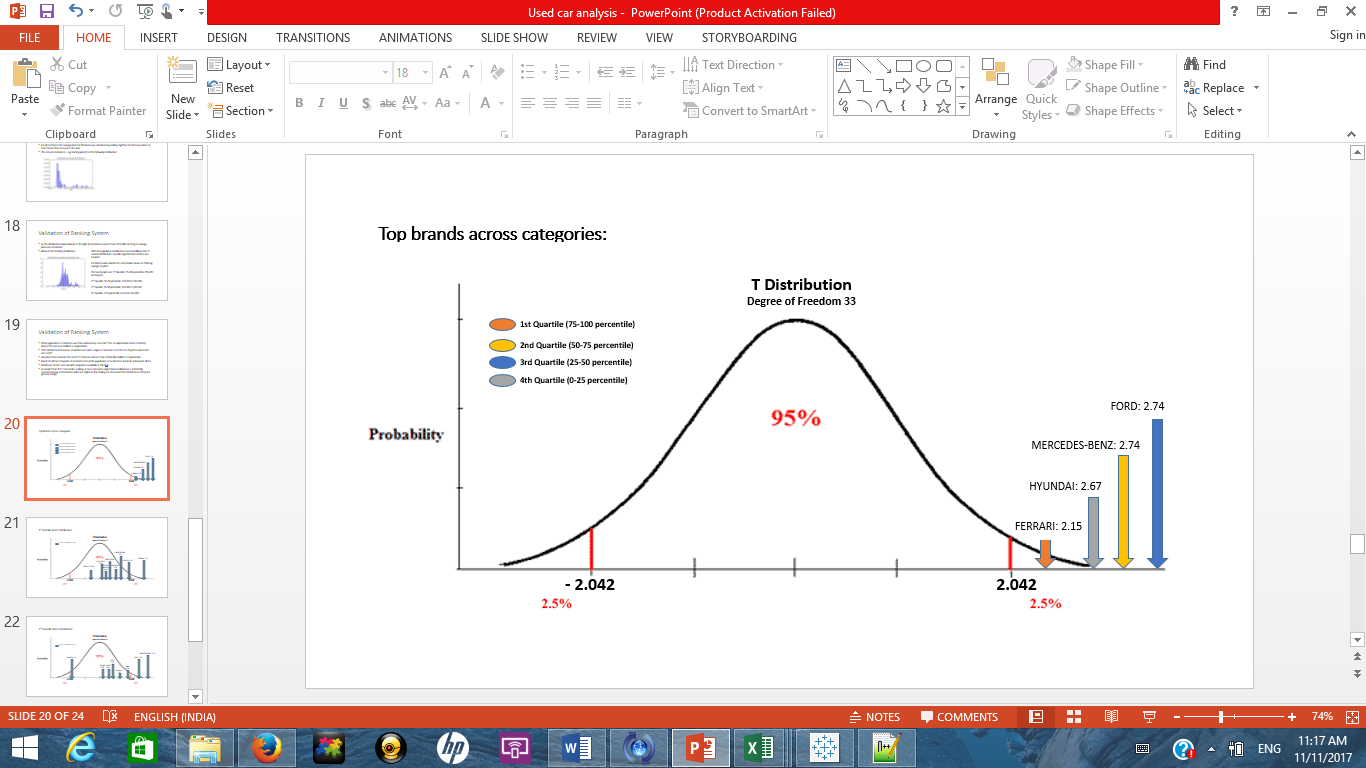 Used car analysis - PowerPoint (Product Activation Failed)
FILE HOME INSERT DESIGN TRANSITIONS ANIMATIONS SLIDE SHOW REVIEW VIEW STORYBOARDING Sign in
Paste
Cut
Copy
Format Painter
Clipboard
New Slide
Layout
Reset
Section
Slides
18
B I U S abc AV Aa A
Font
Text Direction
Align Text
Convert to SmartArt
Paragraph
Arrange
Quick Styles
Shape Fill
Shape Outline
Shape Effects
Drawing
Find
Replace
Select
Editing
18
Validation of Ranking System
19
Validation of Ranking System
20
21
22
Top brands across categories:
T Distribution
Degree of Freedom 33
1st Quartile (75-100 percentile)
2nd Quartile (50-75 percentile)
3rd Quartile (25-50 percentile)
4th Quartile (0-25 percentile)
Probability
95%
FORD: 2.74
MERCEDES-BENZ: 2.74
HYUNDAI: 2.67
FERRARI: 2.15
- 2.042
2.042
2.5%
2.5%
SLIDE 20 OF 24 ENGLISH (INDIA) NOTES COMMENTS 74%
ENG
11:17 AM
11/11/2017